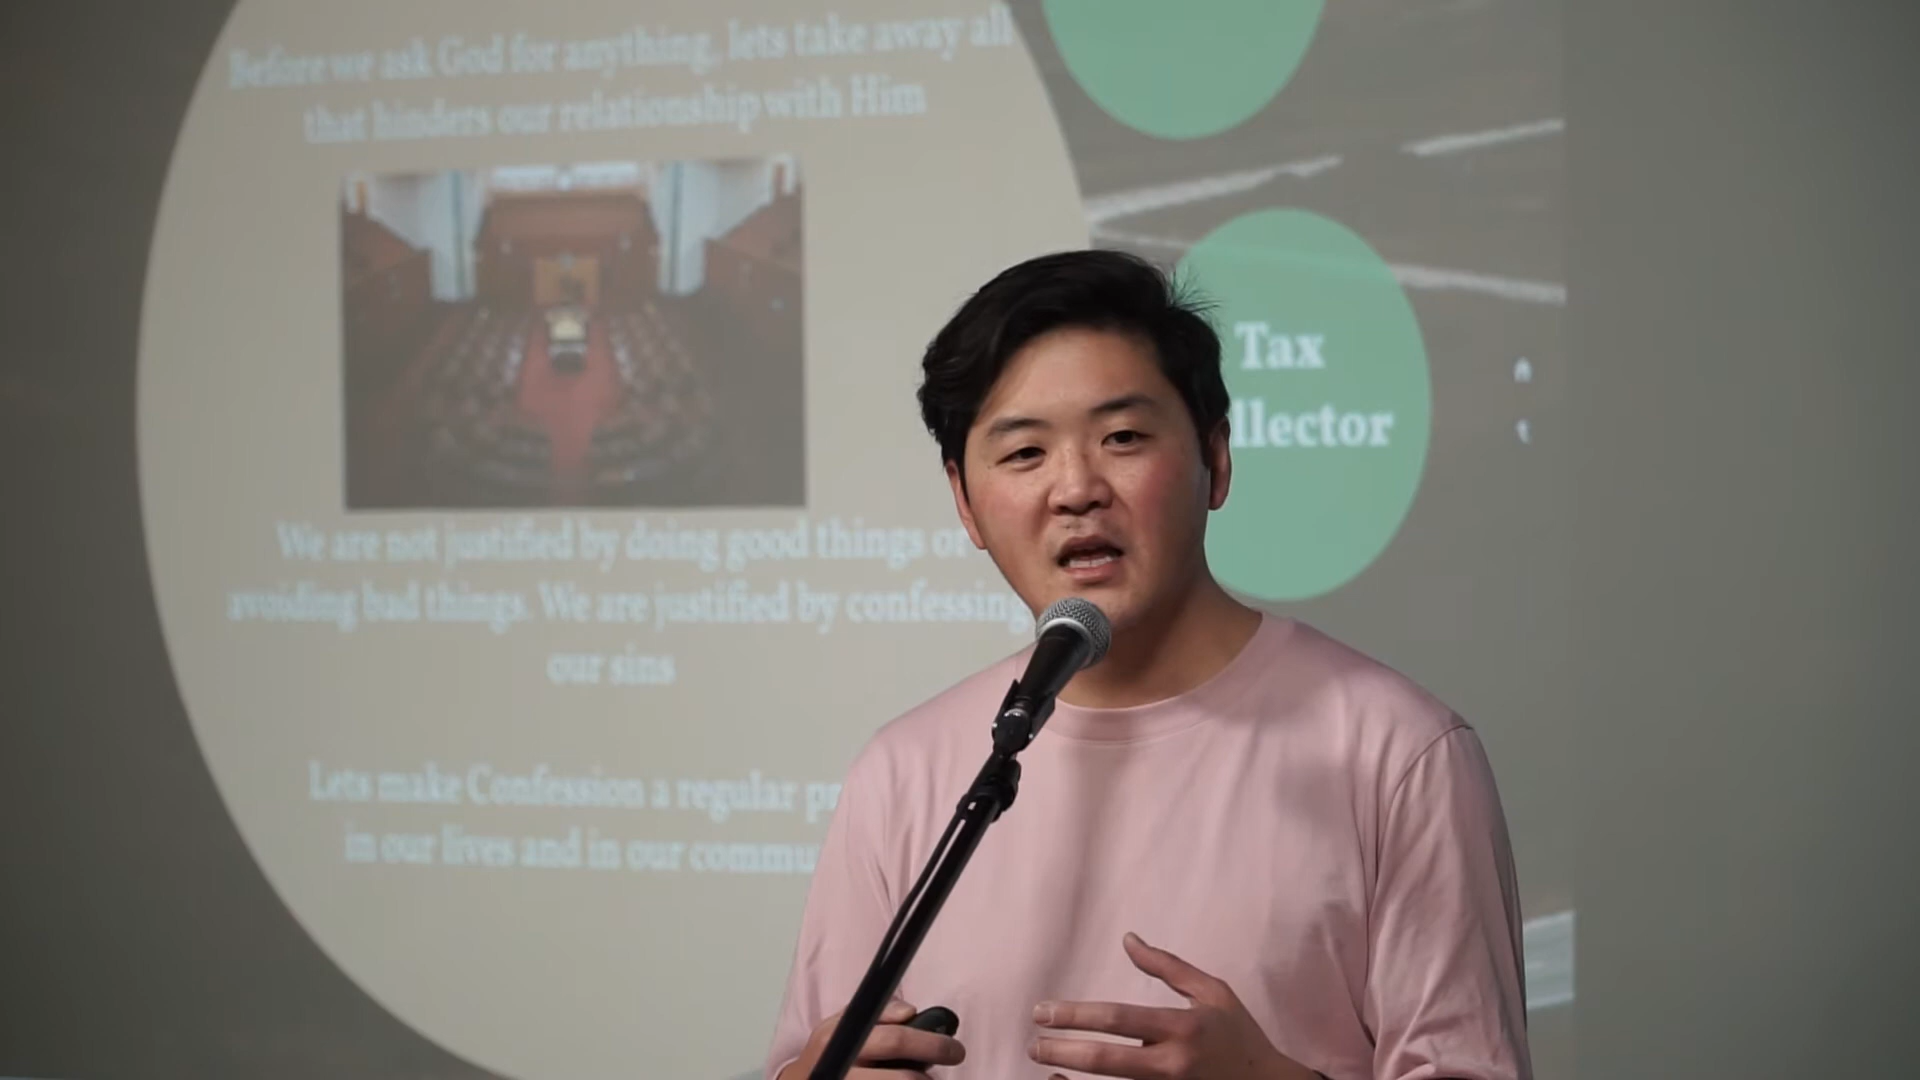 Before we ask God for anything, lets take away all
that hinders our relationship with Him
We are not justified by doing good things or
avoiding bad things. We are justified by confessing
our sins
Lets make Confession a regular
in our lives and in our
Tax
llector